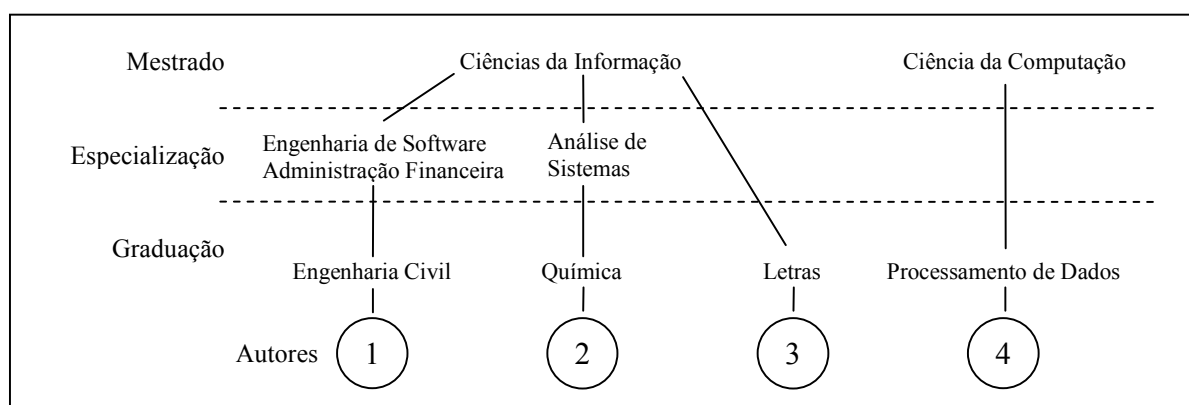 Mestrado Ciências da Informação Ciência da Computação
Especialização
Engenharia de Software
Administração Financeira
Análise de
Sistemas
Graduação
Engenharia Civil Química Letras Processamento de Dados
Autores 1 2 3 4